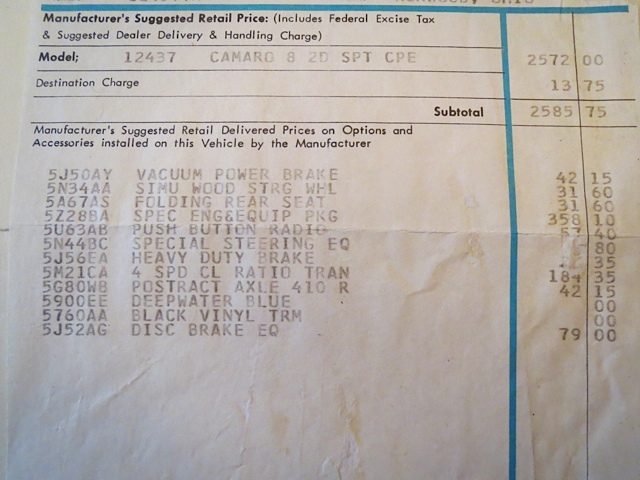 Manufacturer's Suggested Retail Price: (Includes Federal Excise Tax
& Suggested Dealer Delivery & Handling Charge)
Model; 12437 CAMARO 8 2D SPT CPE 2572 00
Destination Charge 13 75
Subtotal 2585 75
Manufacturer's Suggested Retail Delivered Prices on Options and
Accessories installed on this Vehicle by the Manufacturer
5J50AY VACUUM POWER BRAKE 42 15
5N34AA SIMU WOOD STRG WHL 31 60
5A67AS FOLDING REAR SEAT 31 60
5Z28BA SPEC ENG&EQUIP PKG 358 10
5U63AB PUSH BUTTON RADIO 40
5N44BC SPECIAL STEERING EQ 80
5J56EA HEAVY DUTY BRAKE 35
5M21CA 4 SPD CL RATIO TRAN 184 35
5G80WB POSTRACT AXLE 410 R 42 15
5900EE DEEPWATER BLUE 00
5760AA BLACK VINYL TRM 00
5J52AG DISC BRAKE EQ 79 00